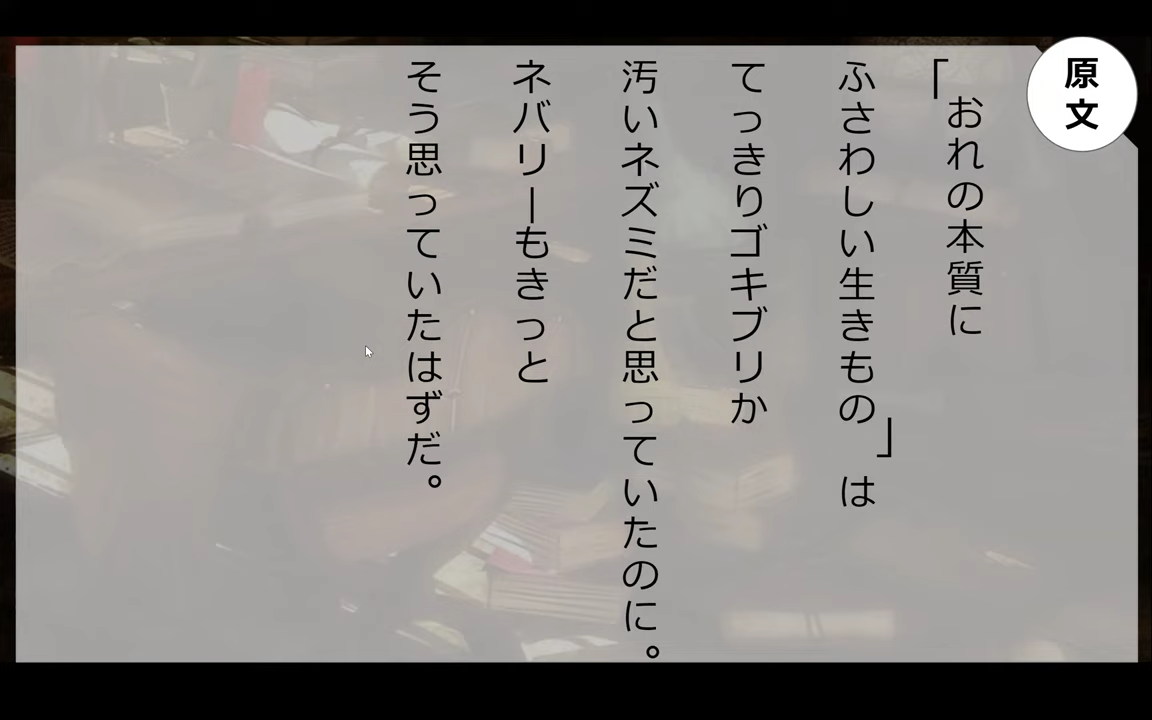 原文
「おれの本質に
ふさわしい生きもの」は
てっきりゴキブリか
汚いネズミだと思っていたのに。
ネバリーもきっと
そう思っていたはずだ。